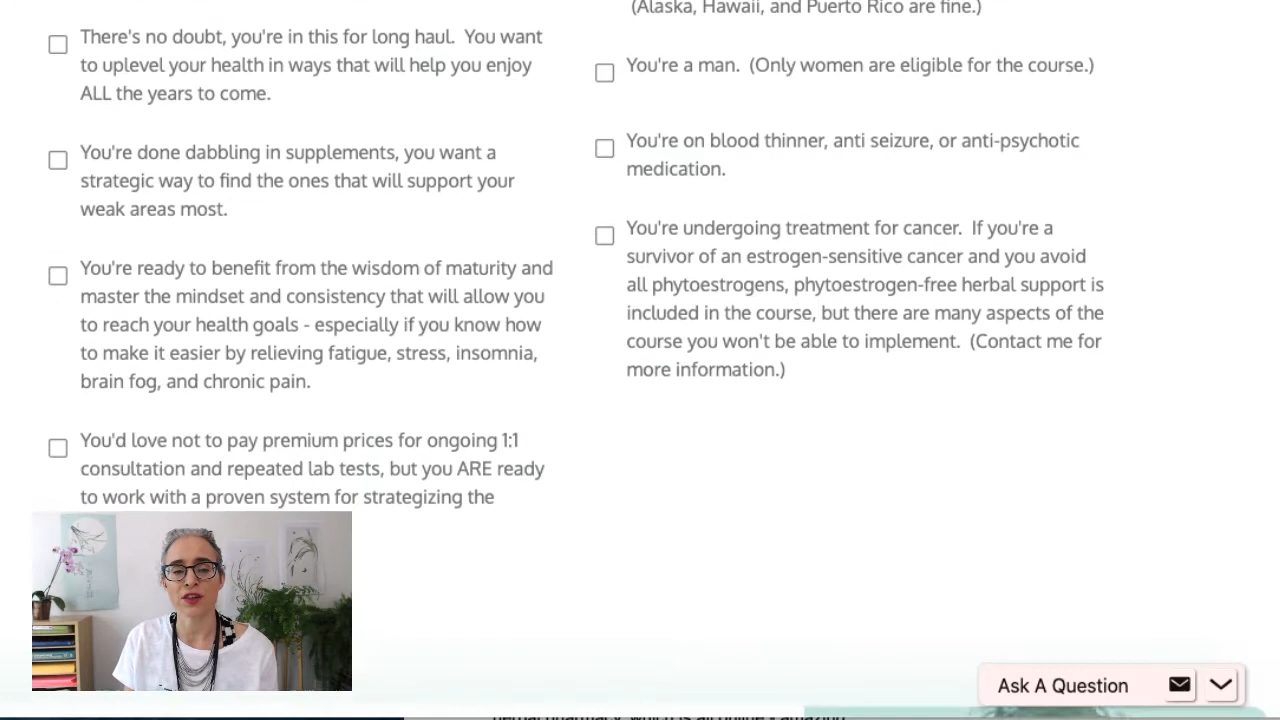 There's no doubt, you're in this for long haul.  You want
to uplevel your health in ways that will help you enjoy
ALL the years to come.
You're done dabbling in supplements, you want a
strategic way to find the ones that will support your
weak areas most.
You're ready to benefit from the wisdom of maturity and
master the mindset and consistency that will allow you
to reach your health goals - especially if you know how
to make it easier by relieving fatigue, stress, insomnia,
brain fog, and chronic pain.
You'd love not to pay premium prices for ongoing 1:1
consultation and repeated lab tests, but you ARE ready
to work with a proven system for strategizing the
(Alaska, Hawaii, and Puerto Rico are fine.)
You're a man.  (Only women are eligible for the course.)
You're on blood thinner, anti seizure, or anti-psychotic
medication.
You're undergoing treatment for cancer.  If you're a
survivor of an estrogen-sensitive cancer and you avoid
all phytoestrogens, phytoestrogen-free herbal support is
included in the course, but there are many aspects of the
course you won't be able to implement.  (Contact me for
more information.)
Ask A Question
herbal pharmacy, which is all online - amazing